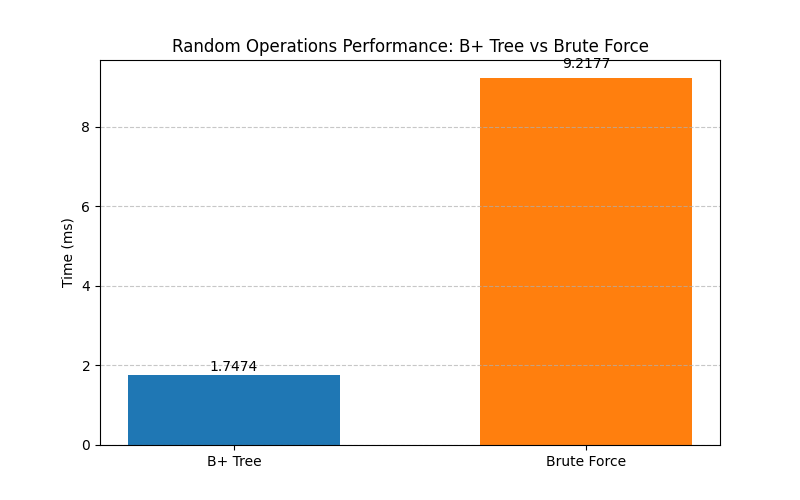 Random Operations Performance: B+ Tree vs Brute Force
9.2177
8
6
Time (ms)
4
2
1.7474
0
B+ Tree
Brute Force